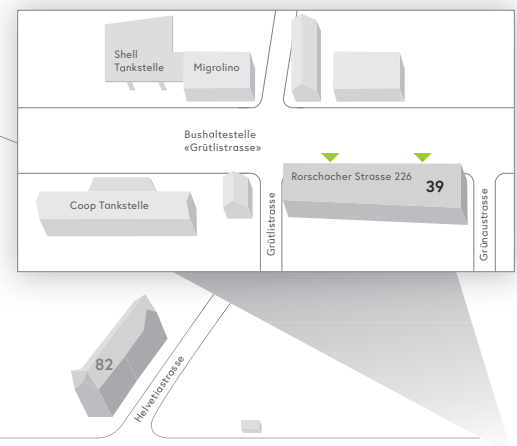 Shell
Tankstelle
Migrolino
Bushaltestelle
«Grütlistrasse»
Rorschacher Strasse 226
39
Coop Tankstelle
Grütlistrasse
Grünaustrasse
82
Helvetiastrasse